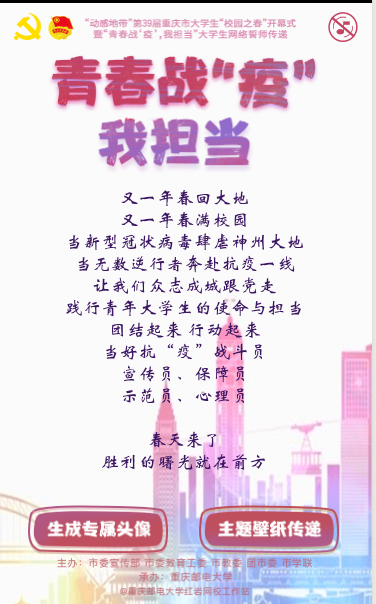 “动感地带”第39届重庆市大学生“校园之春”开幕式
暨“青春战‘疫’,我担当”大学生网络誓师传递
青春战“疫”
我担当
又一年春回大地
又一年春满校园
当新型冠状病毒肆虐神州大地
当无数逆行者奔赴抗疫一线
让我们众志成城跟党走
践行青年大学生的使命与担当
团结起来 行动起来
当好抗“疫”战斗员
宣传员、保障员
示范员、心理员
春天来了
胜利的曙光就在前方
生成专属头像
主题壁纸传递
主办：市委宣传部 市委教育工委 市教委 团市委 市学联
承办：重庆邮电大学
@重庆邮电大学红岩网校工作站